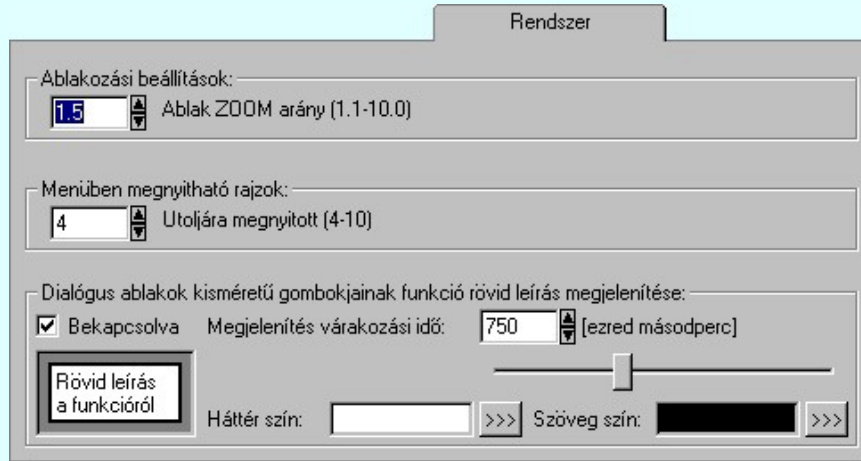 Rendszer
Ablakozási beállítások:
1.5 Ablak ZOOM arány (1.1-10.0)
Menüben megnyitható rajzok:
4 Utoljára megnyitott (4-10)
Dialógus ablakok kisméretű gombokjainak funkció rövid leírás megjelenítése:
Bekapcsolva Megjelenítés várakozási idő: 750 [ezred másodperc]
Rövid leírás
a funkcióról
Háttér szín: >>> Szöveg szín: >>>